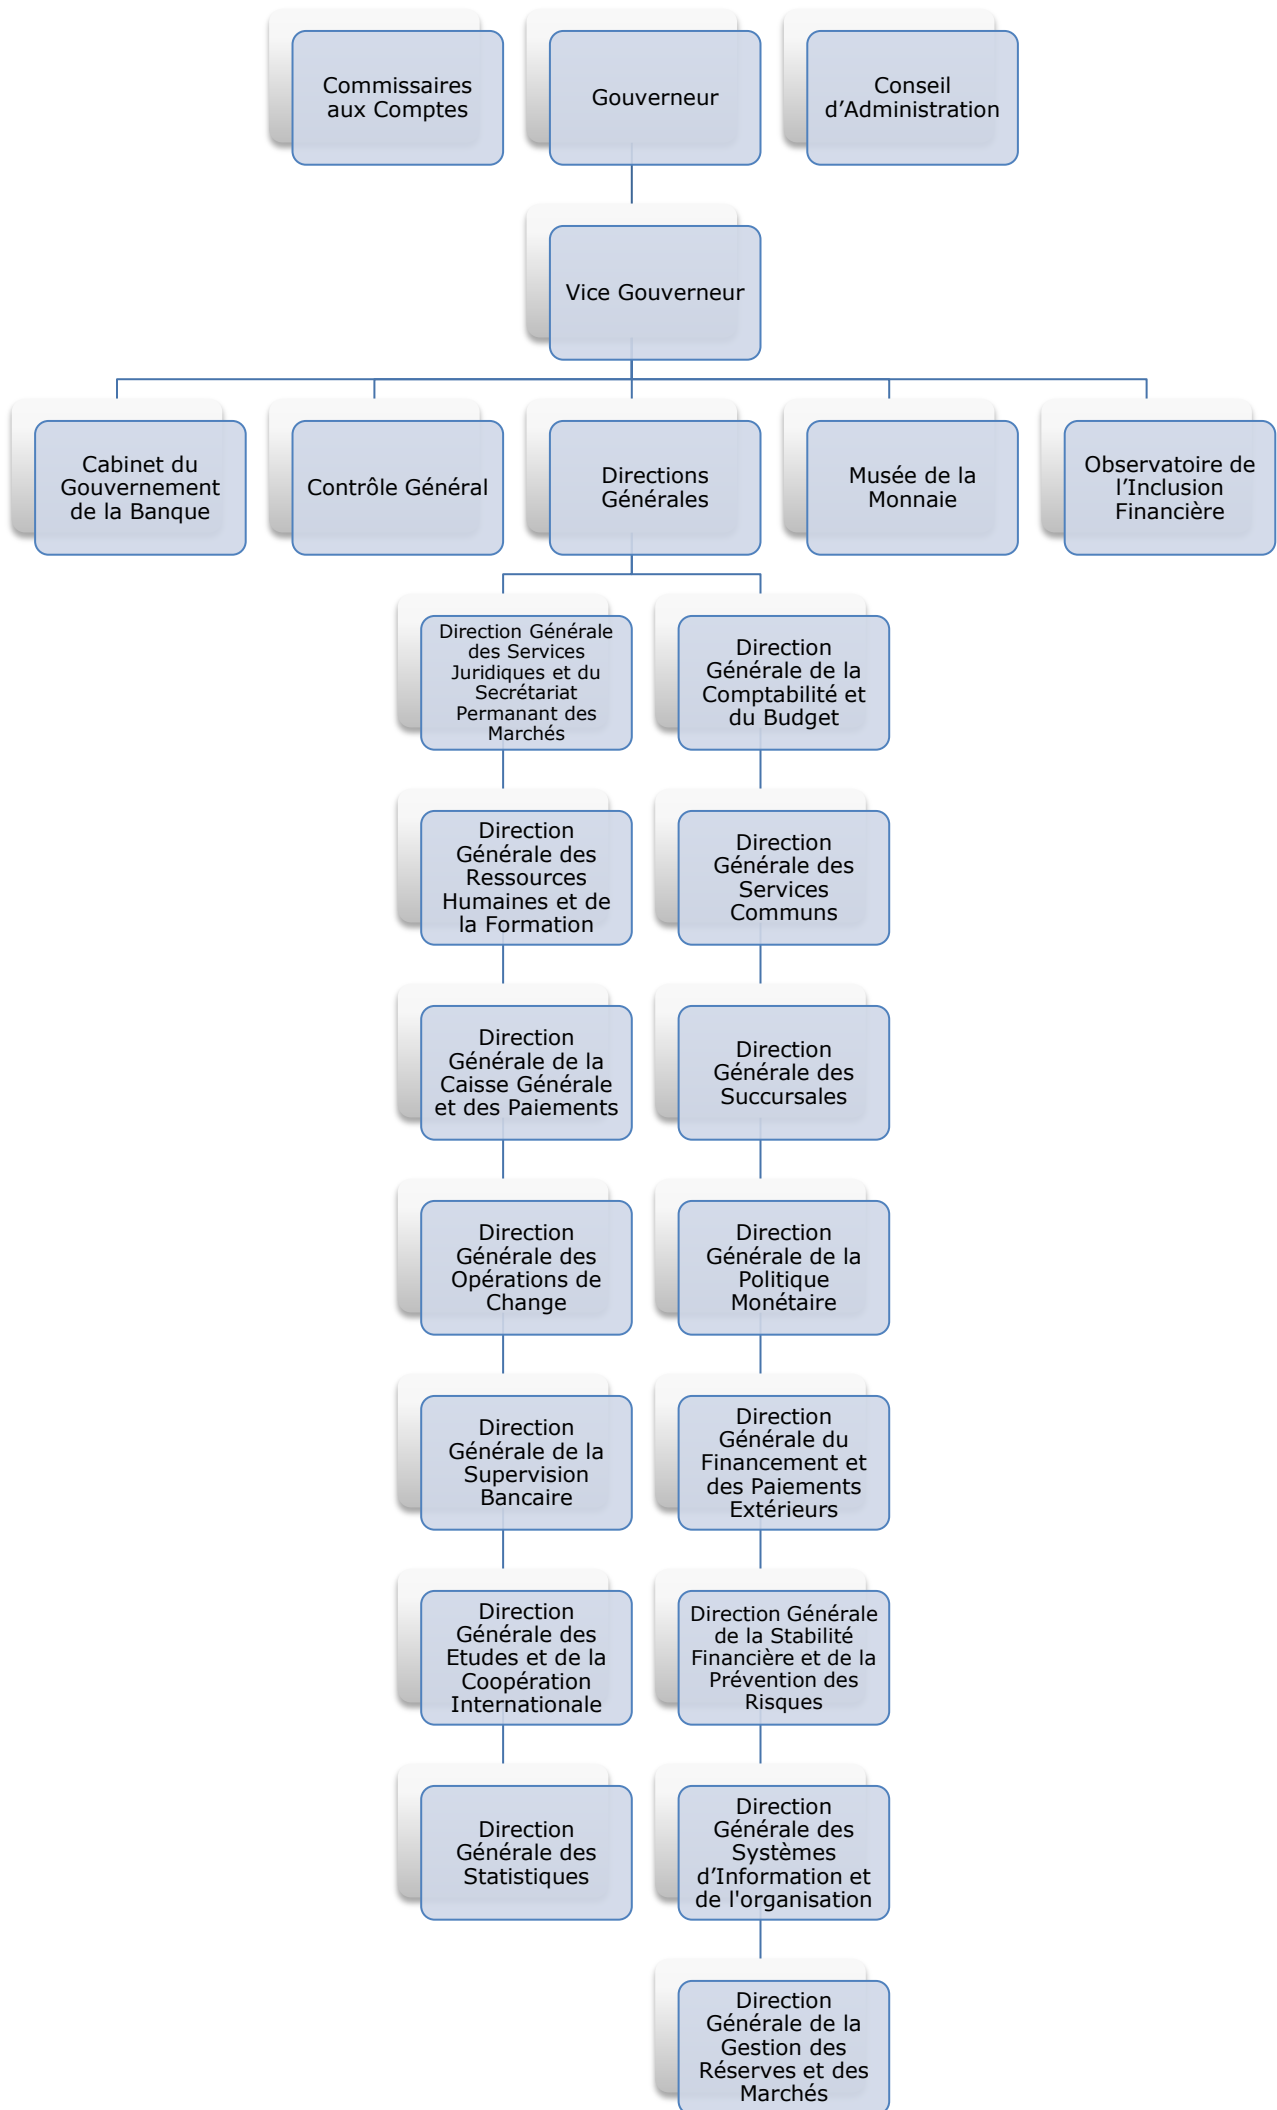 Commissaires
aux Comptes
Gouverneur
Conseil
d’Administration
Vice Gouverneur
Cabinet du
Gouvernement
de la Banque
Contrôle Général
Directions
Générales
Musée de la
Monnaie
Observatoire de
l’Inclusion
Financière
Direction Générale
des Services
Juridiques et du
Secrétariat
Permanant des
Marchés
Direction
Générale de la
Comptabilité et
du Budget
Direction
Générale des
Ressources
Humaines et de
la Formation
Direction
Générale des
Services
Communs
Direction
Générale de la
Caisse Générale
et des Paiements
Direction
Générale des
Succursales
Direction
Générale des
Opérations de
Change
Direction
Générale de la
Politique
Monétaire
Direction
Générale de la
Supervision
Bancaire
Direction
Générale du
Financement et
des Paiements
Extérieurs
Direction
Générale des
Etudes et de la
Coopération
Internationale
Direction Générale
de la Stabilité
Financière et de la
Prévention des
Risques
Direction
Générale des
Statistiques
Direction
Générale des
Systèmes
d’Information et
de l'organisation
Direction
Générale de la
Gestion des
Réserves et des
Marchés